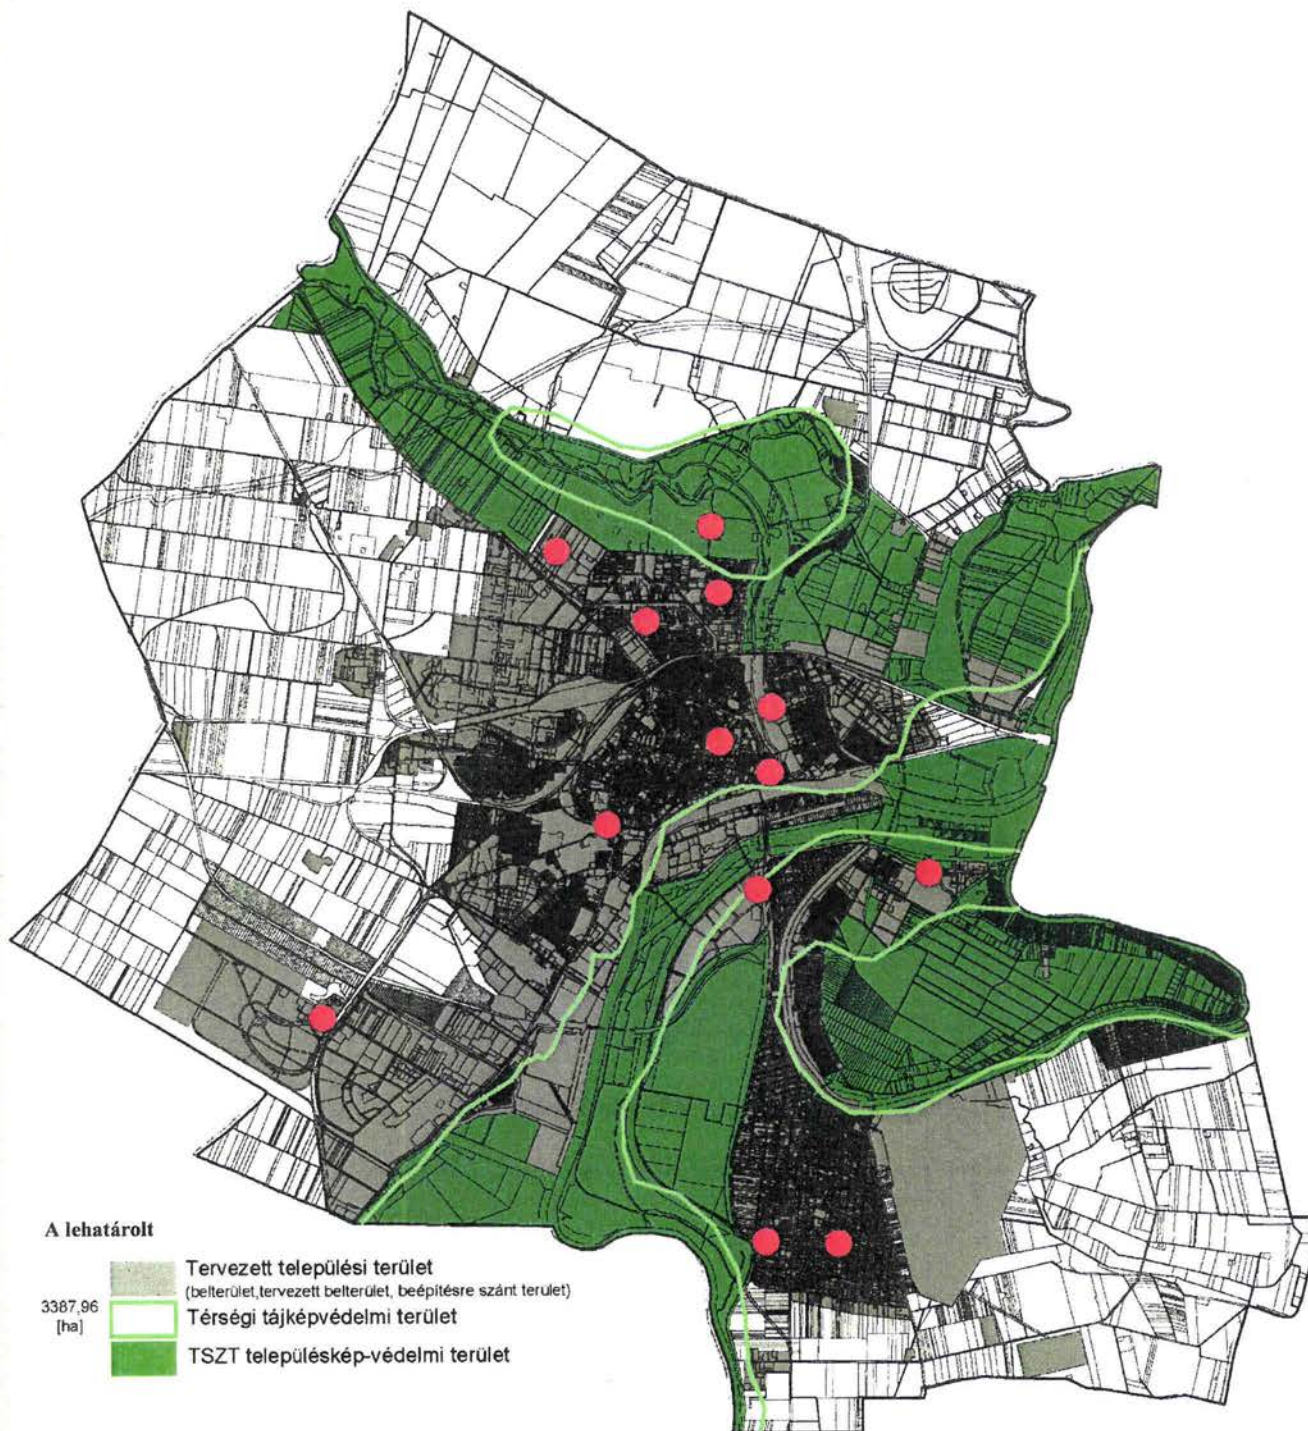 A lehatárolt
Tervezett települési terület
(belterület,tervezett belterület, beépítésre szánt terület)
3387,96
[ha]
Térségi tájképvédelmi terület
TSZT településkép-védelmi terület